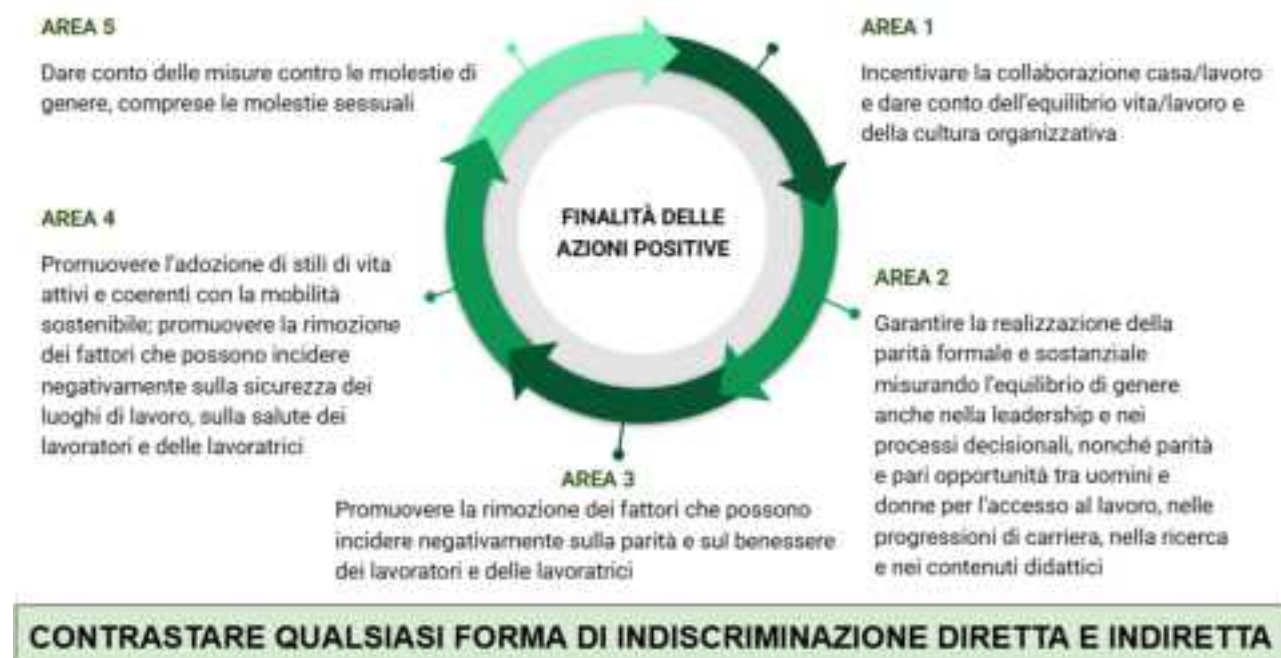 AREA 5
Dare conto delle misure contro le molestie di
genere, comprese le molestie sessuali
AREA 1
Incentivare la collaborazione casa/lavoro
e dare conto dell'equilibrio vita/lavoro e
della cultura organizzativa
FINALITÀ DELLE
AZIONI POSITIVE
AREA 4
Promuovere l'adozione di stili di vita
attivi e coerenti con la mobilità
sostenibile; promuovere la rimozione
dei fattori che possono incidere
negativamente sulla sicurezza dei
luoghi di lavoro, sulla salute dei
lavoratori e delle lavoratrici
AREA 2
Garantire la realizzazione della
parità formale e sostanziale
misurando l'equilibrio di genere
anche nella leadership e nei
processi decisionali, nonché parità
e pari opportunità tra uomini e
donne per l'accesso al lavoro, nelle
progressioni di carriera, nella ricerca
e nei contenuti didattici
AREA 3
Promuovere la rimozione dei fattori che possono
incidere negativamente sulla parità e sul benessere
dei lavoratori e delle lavoratrici
CONTRASTARE QUALSIASI FORMA DI INDISCRIMINAZIONE DIRETTA E INDIRETTA